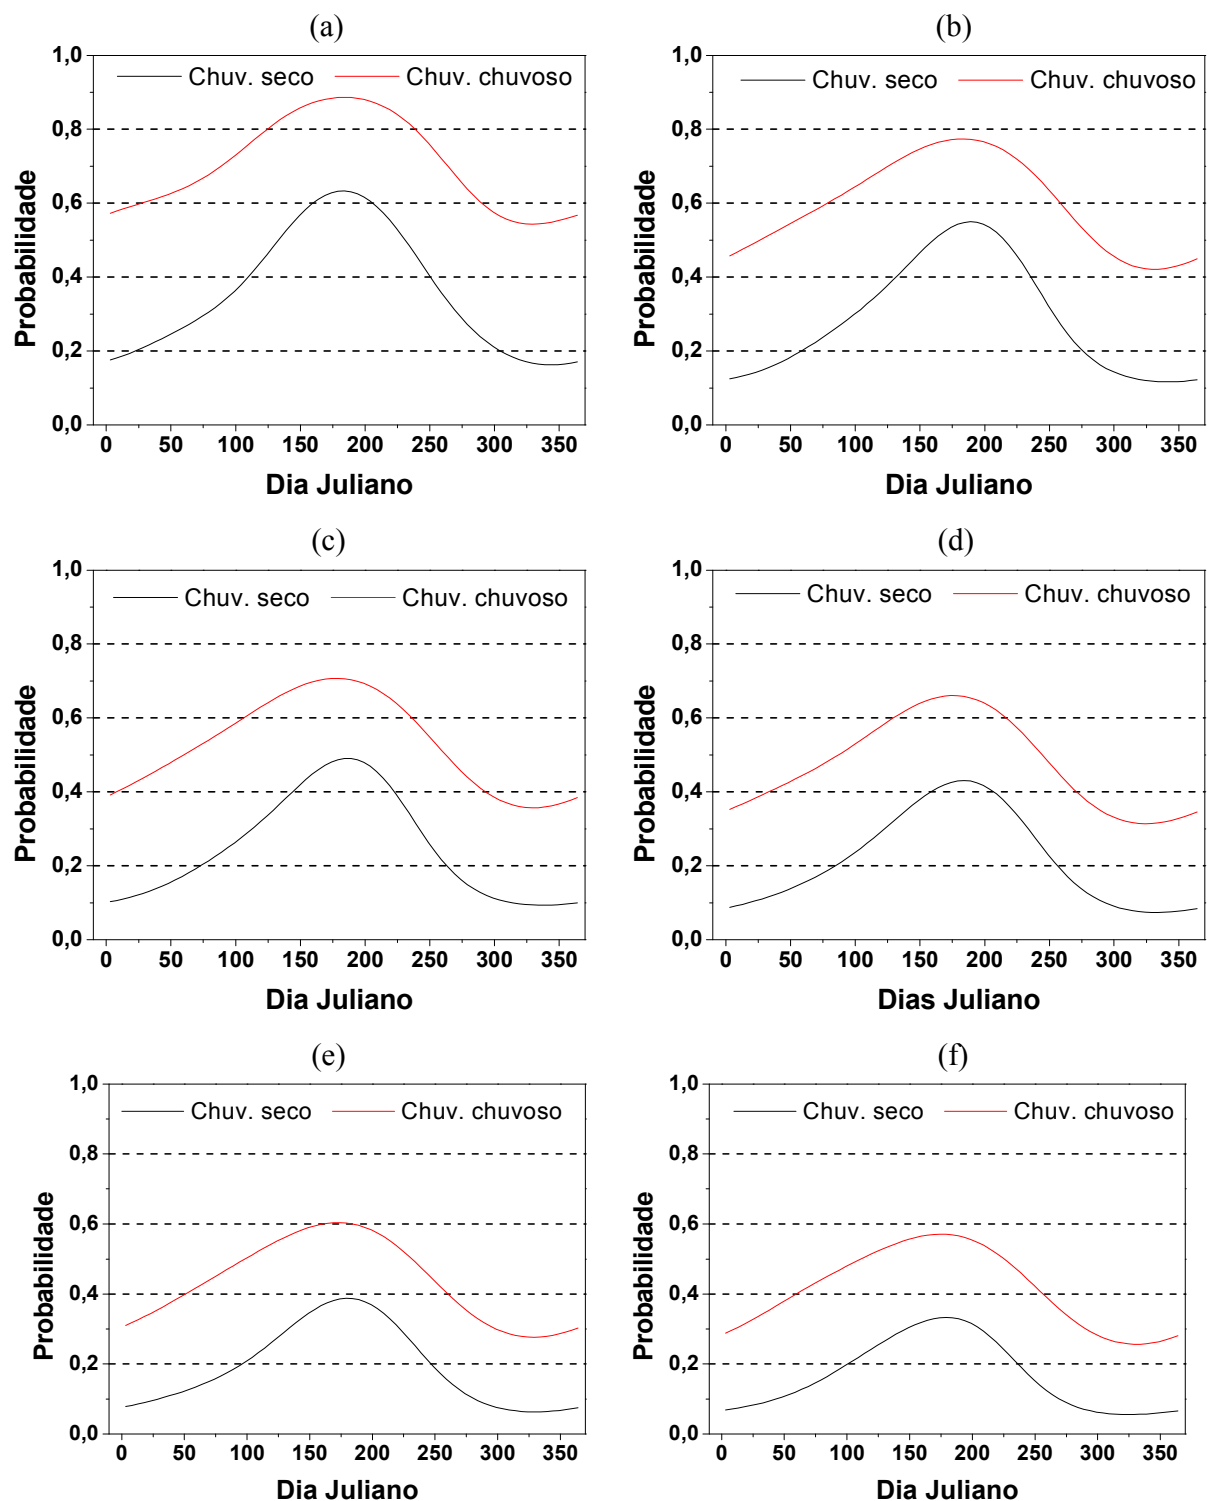 (a)
Chuv. seco Chuv. chuvoso
Probabilidade
1,0
0,8
0,6
0,4
0,2
0,0
0 50 100 150 200 250 300 350
Dia Juliano
(b)
Chuv. seco Chuv. chuvoso
Probabilidade
1,0
0,8
0,6
0,4
0,2
0,0
0 50 100 150 200 250 300 350
Dia Juliano
(c)
Chuv. seco Chuv. chuvoso
Probabilidade
1,0
0,8
0,6
0,4
0,2
0,0
0 50 100 150 200 250 300 350
Dia Juliano
(d)
Chuv. seco Chuv. chuvoso
Probabilidade
1,0
0,8
0,6
0,4
0,2
0,0
0 50 100 150 200 250 300 350
Dias Juliano
(e)
Chuv. seco Chuv. chuvoso
Probabilidade
1,0
0,8
0,6
0,4
0,2
0,0
0 50 100 150 200 250 300 350
Dia Juliano
(f)
Chuv. seco Chuv. chuvoso
Probabilidade
1,0
0,8
0,6
0,4
0,2
0,0
0 50 100 150 200 250 300 350
Dia Juliano